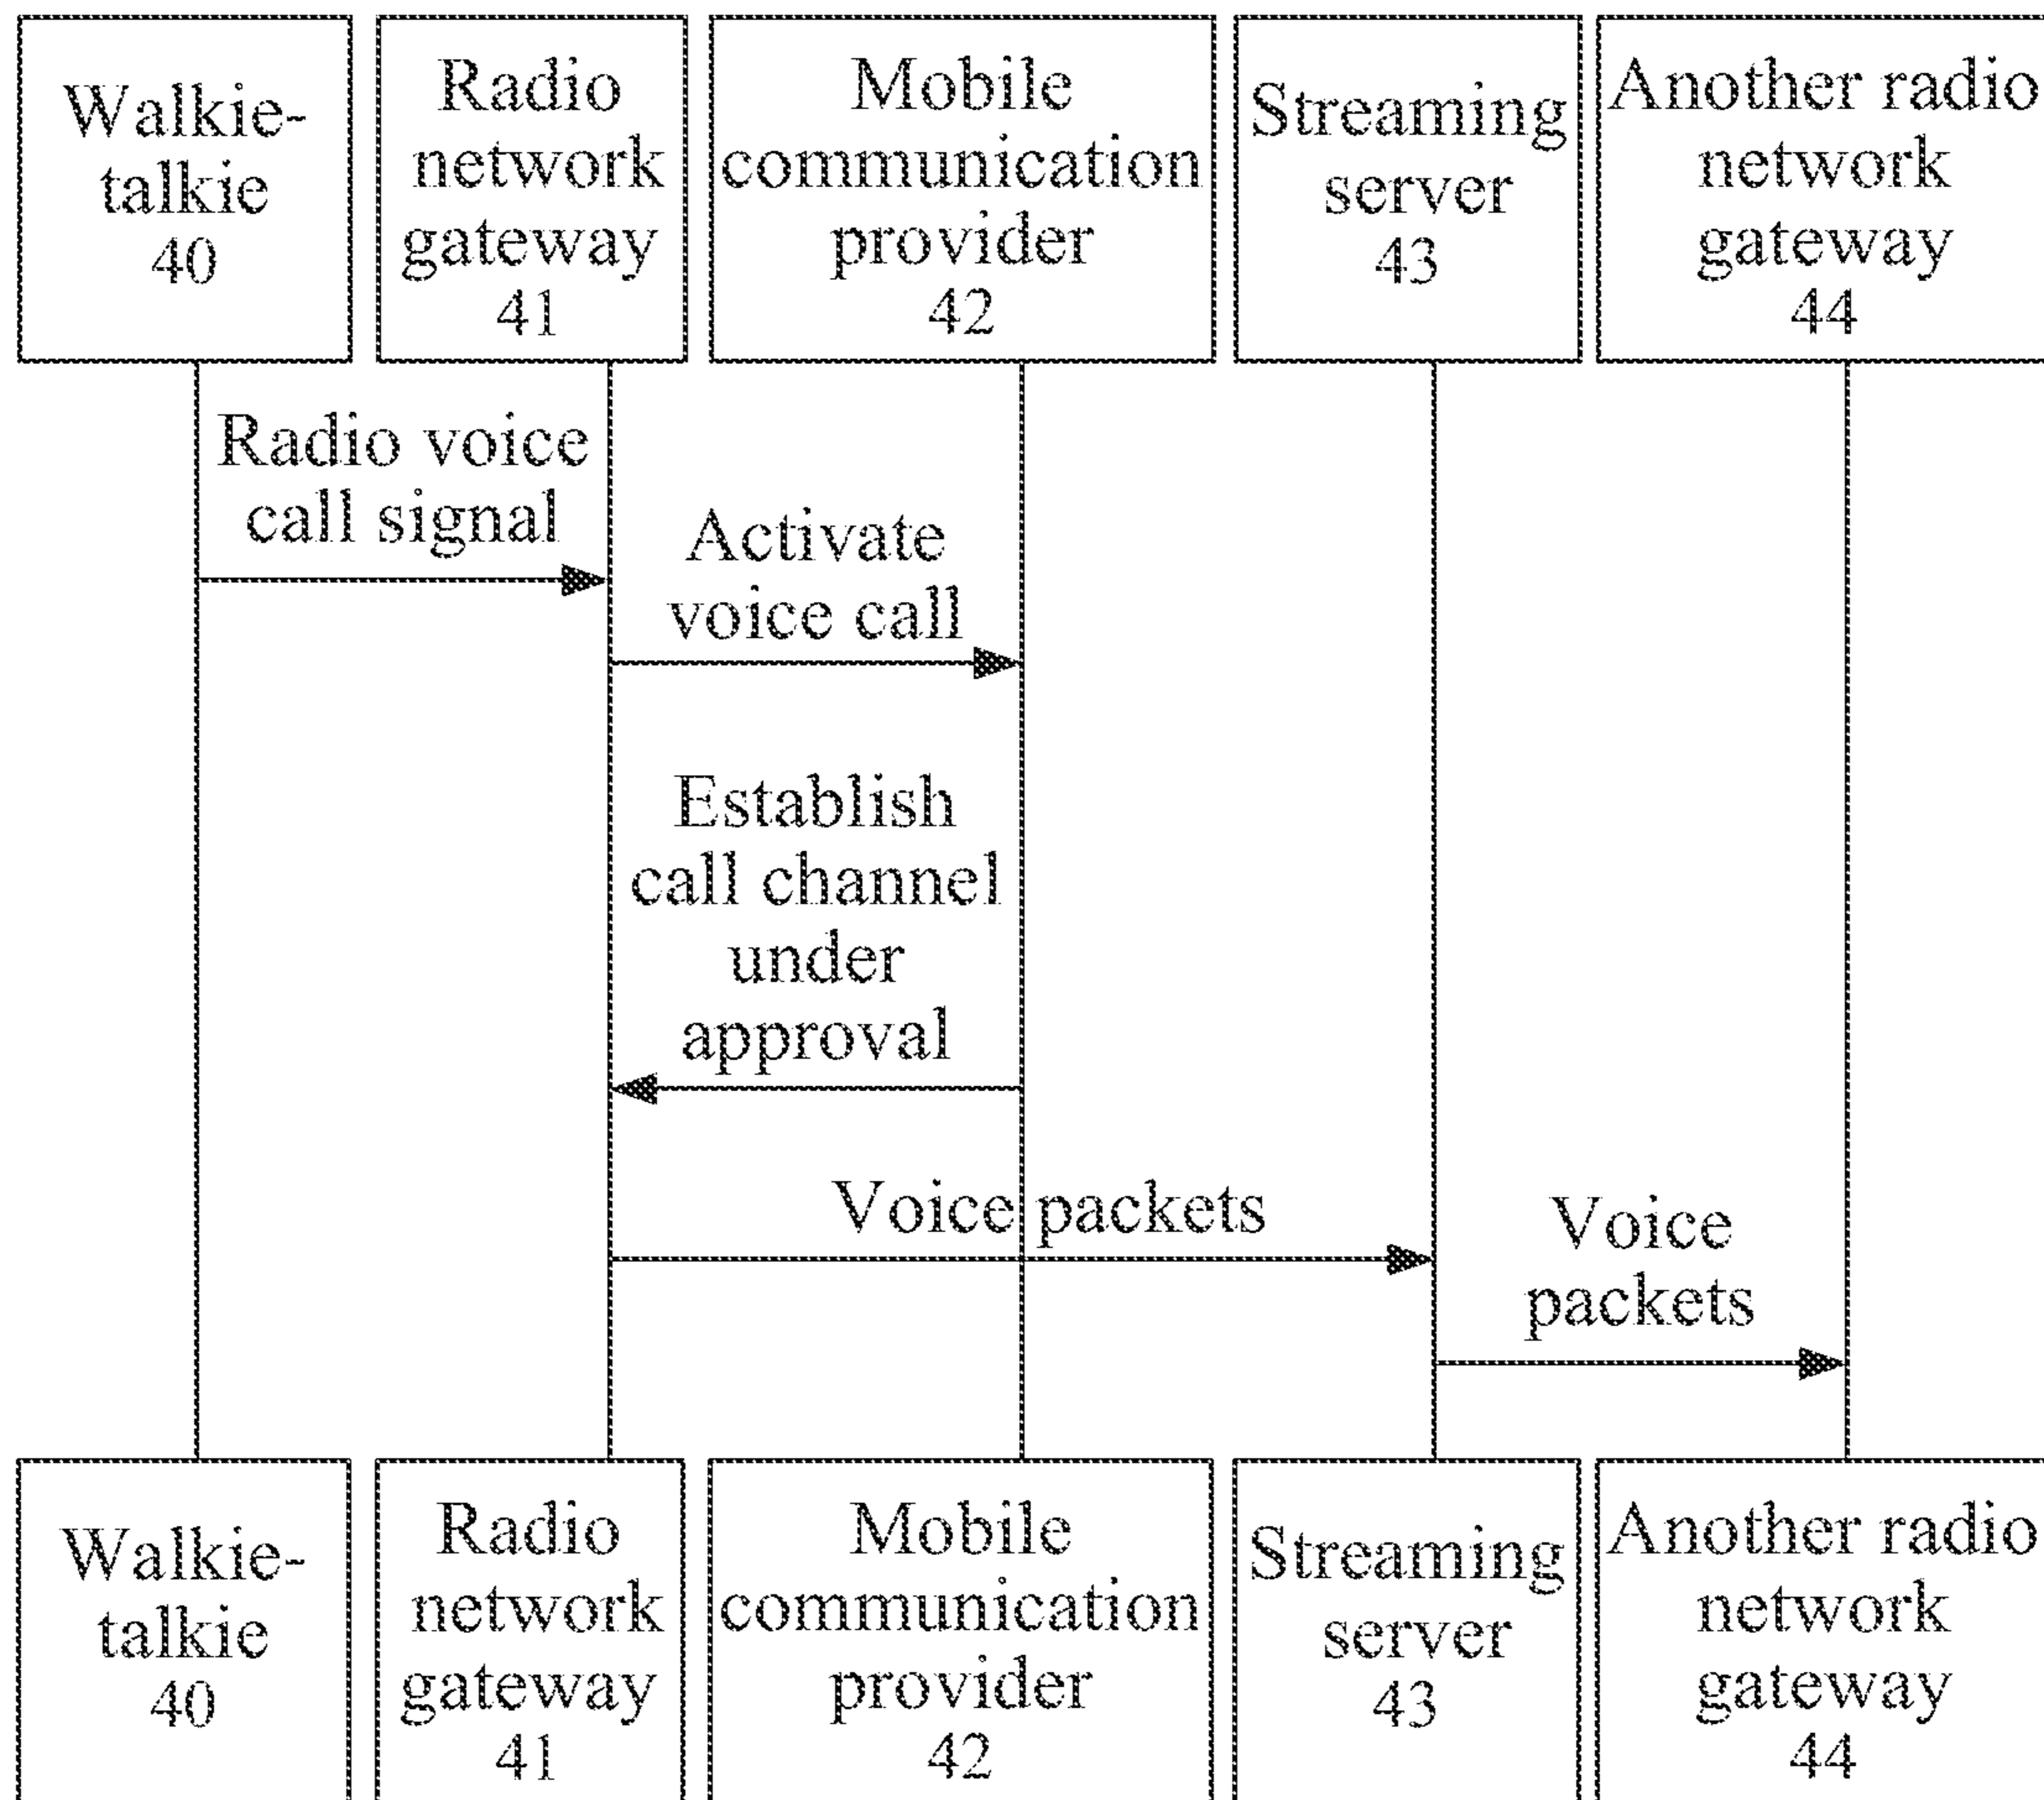 Walkie-
talkie
40
Radio
network
gateway
41
Mobile
communication
provider
42
Streaming
server
43
Another radio
network
gateway
44
Radio voice
call signal
Activate
voice call
Establish
call channel
under
approval
Voice packets
Voice
packets
Walkie-
talkie
40
Radio
network
gateway
41
Mobile
communication
provider
42
Streaming
server
43
Another radio
network
gateway
44